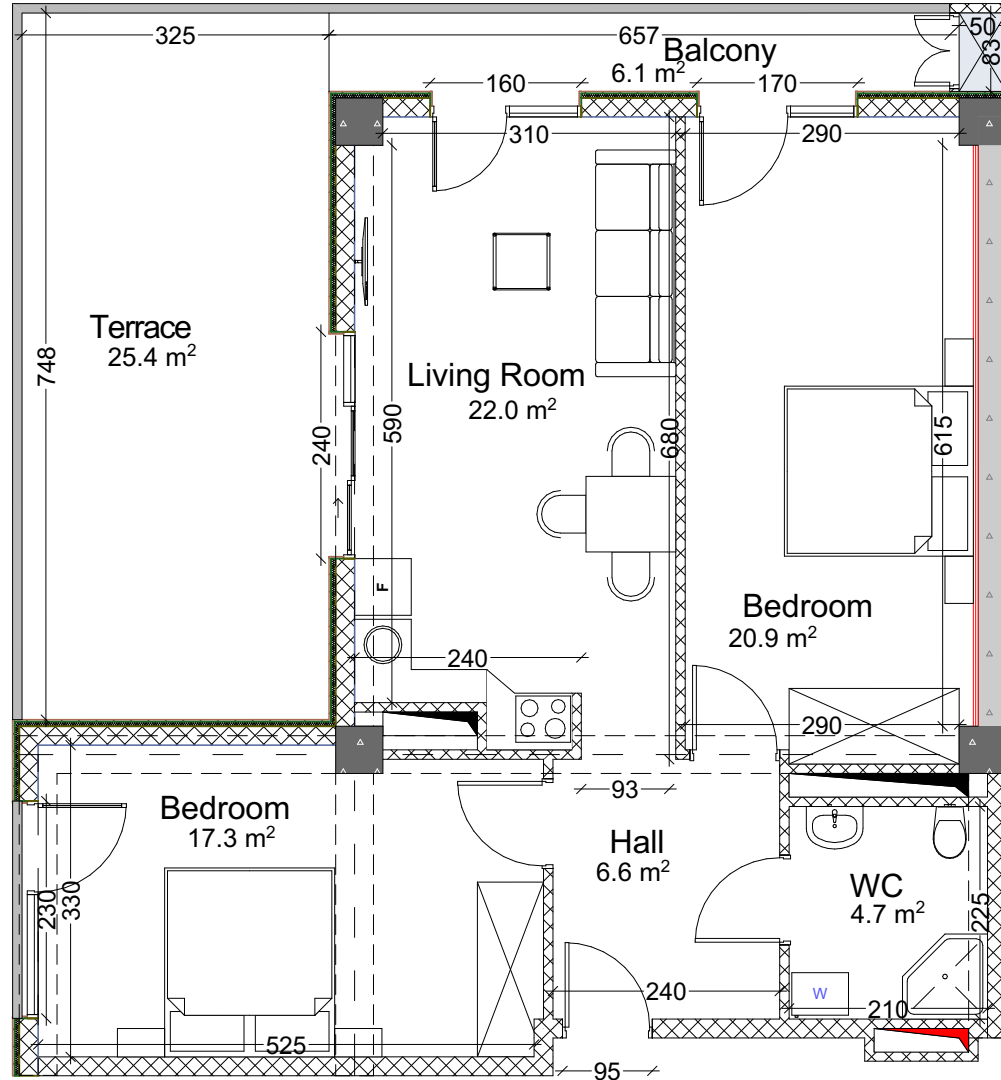 325
657
50
83
Balcony
6.1 m²
160
170
310
290
Terrace
25.4 m²
748
240
590
Living Room
22.0 m²
680
615
F
Bedroom
20.9 m²
240
290
93
Bedroom
17.3 m²
Hall
6.6 m²
WC
4.7 m²
225
230
330
W
240
210
525
95